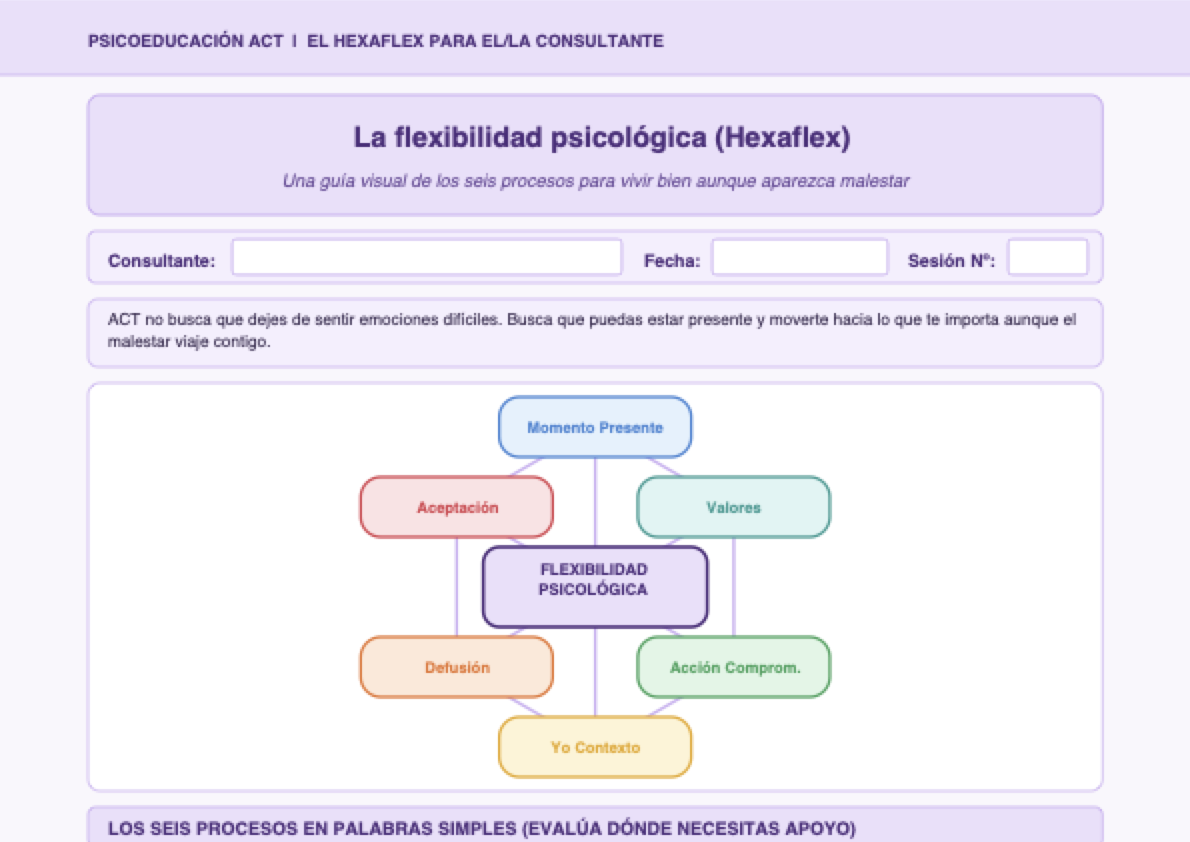 PSICOEDUCACIÓN ACT | EL HEXAFLEX PARA EL/LA CONSULTANTE
La flexibilidad psicológica (Hexaflex)
Una guía visual de los seis procesos para vivir bien aunque aparezca malestar
Consultante: Fecha: Sesión Nº:
ACT no busca que dejes de sentir emociones difíciles. Busca que puedas estar presente y moverte hacia lo que te importa aunque el
malestar viaje contigo.
Momento Presente
Aceptación Valores
FLEXIBILIDAD
PSICOLÓGICA
Defusión Acción Comprom.
Yo Contexto
LOS SEIS PROCESOS EN PALABRAS SIMPLES (EVALÚA DÓNDE NECESITAS APOYO)